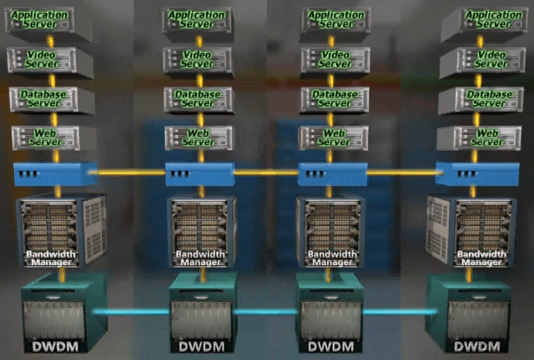 Application
Server
Application
Server
Application
Server
Application
Server
Video
Server
Video
Server
Video
Server
Video
Server
Database
Server
Database
Server
Database
Server
Database
Server
Web
Server
Web
Server
Web
Server
Web
Server
Bandwidth
Manager
Bandwidth
Manager
Bandwidth
Manager
Bandwidth
Manager
DWDM
DWDM
DWDM
DWDM